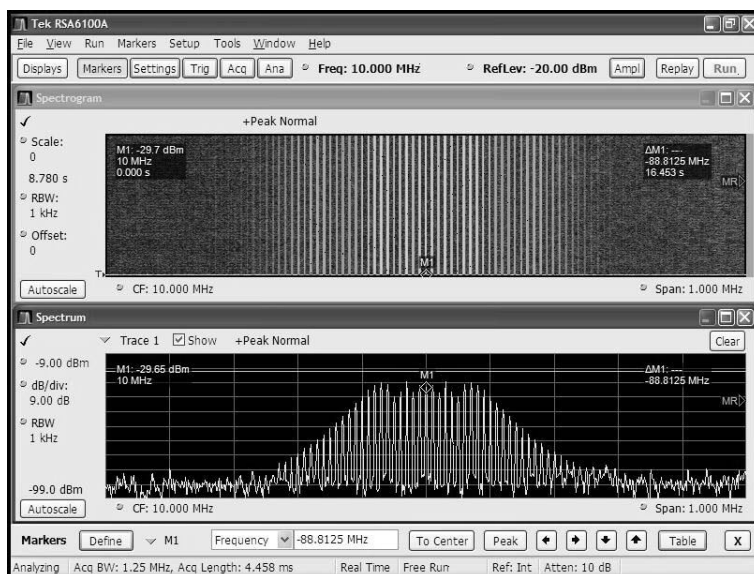 Tek RSA6100A
File View Run Markers Setup Tools Window Help
Displays Markers Settings Trig Acq Ana Freq: 10.000 MHz RefLev: -20.00 dBm Ampl Replay Run
Spectrogram
+Peak Normal
Scale:
0
8.780 s
RBW:
1 kHz
Offset:
0
Autoscale
M1: -29.7 dBm
10 MHz
0.000 s
ΔM1: ---
-88.8125 MHz
16.453 s
MR
M1
T
CF: 10.000 MHz Span: 1.000 MHz
Spectrum
Trace 1 Show +Peak Normal Clear
-9.00 dBm
dB/div:
9.00 dB
RBW
1 kHz
-99.0 dBm
Autoscale
M1: -29.65 dBm
10 MHz
M1
ΔM1: ---
-88.8125 MHz
MR
CF: 10.000 MHz Span: 1.000 MHz
Markers Define M1 Frequency -88.8125 MHz To Center Peak Table X
Analyzing Acq BW: 1.25 MHz, Acq Length: 4.458 ms Real Time Free Run Ref: Int Atten: 10 dB